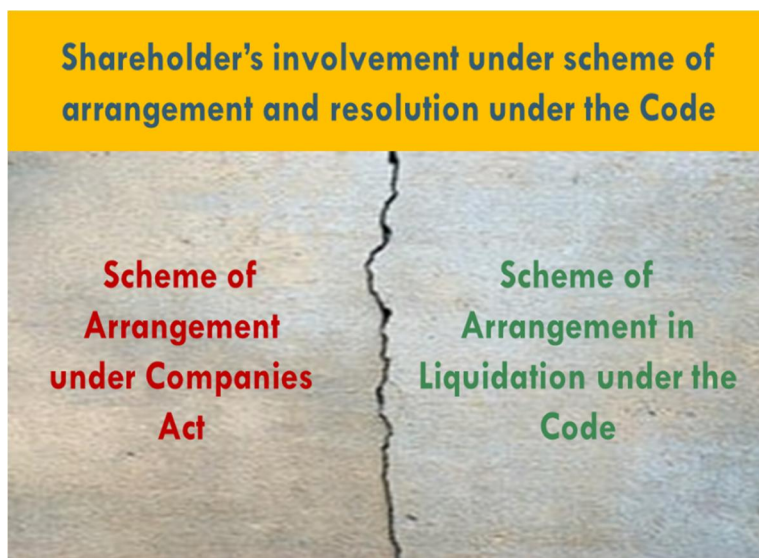 Shareholder's involvement under scheme of
arrangement and resolution under the Code
Scheme of
Arrangement
under Companies
Act
Scheme of
Arrangement in
Liquidation under the
Code